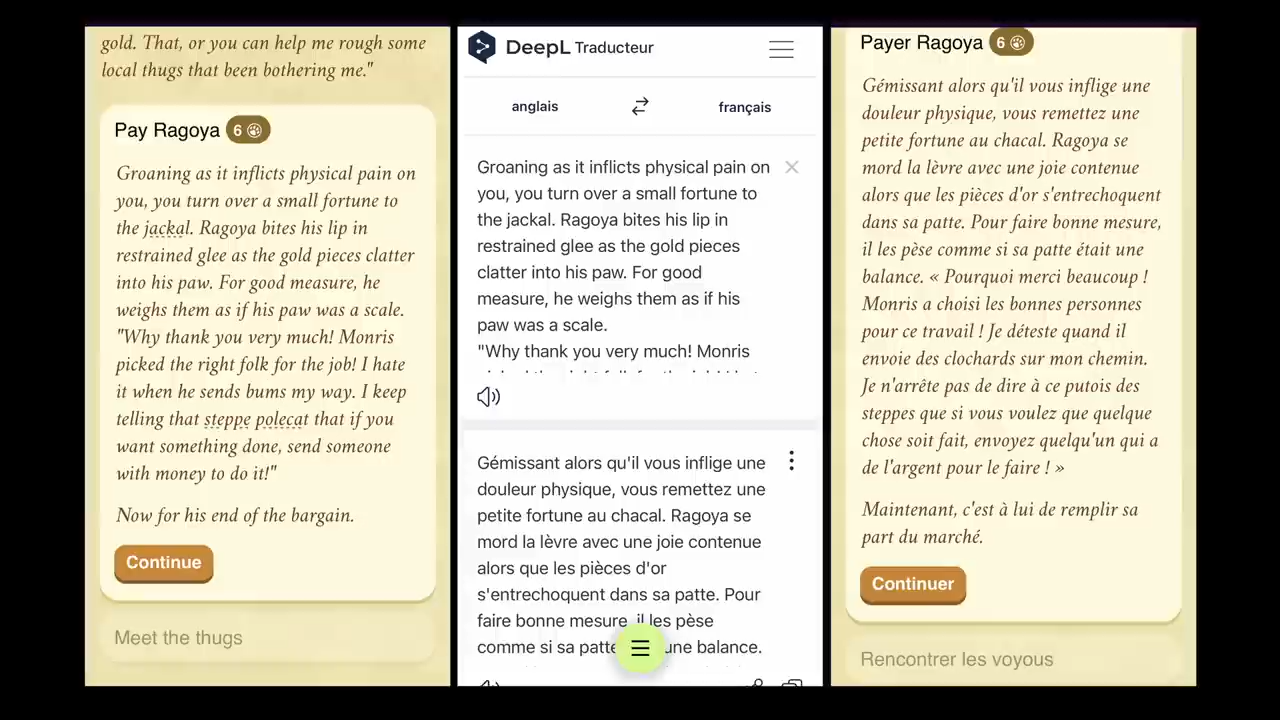 gold. That, or you can help me rough some
local thugs that been bothering me."
Pay Ragoya 6
Groaning as it inflicts physical pain on
you, you turn over a small fortune to
the jackal. Ragoya bites his lip in
restrained glee as the gold pieces clatter
into his paw. For good measure, he
weighs them as if his paw was a scale.
"Why thank you very much! Monris
picked the right folk for the job! I hate
it when he sends bums my way. I keep
telling that steppe polecat that if you
want something done, send someone
with money to do it!"
Now for his end of the bargain.
Continue
Meet the thugs
DeepL Traducteur
anglais
français
Groaning as it inflicts physical pain on
you, you turn over a small fortune to
the jackal. Ragoya bites his lip in
restrained glee as the gold pieces
clatter into his paw. For good
measure, he weighs them as if his
paw was a scale.
"Why thank you very much! Monris
Gémissant alors qu'il vous inflige une
douleur physique, vous remettez une
petite fortune au chacal. Ragoya se
mord la lèvre avec une joie contenue
alors que les pièces d'or
s'entrechoquent dans sa patte. Pour
faire bonne mesure, il les pèse
comme si sa patte une balance.
Payer Ragoya 6
Gémissant alors qu'il vous inflige une
douleur physique, vous remettez une
petite fortune au chacal. Ragoya se
mord la lèvre avec une joie contenue
alors que les pièces d'or s'entrechoquent
dans sa patte. Pour faire bonne mesure,
il les pèse comme si sa patte était une
balance. « Pourquoi merci beaucoup !
Monris a choisi les bonnes personnes
pour ce travail ! Je déteste quand il
envoie des clochards sur mon chemin.
Je n'arrête pas de dire à ce putois des
steppes que si vous voulez que quelque
chose soit fait, envoyez quelqu'un qui a
de l'argent pour le faire ! »
Maintenant, c'est à lui de remplir sa
part du marché.
Continuer
Rencontrer les voyous